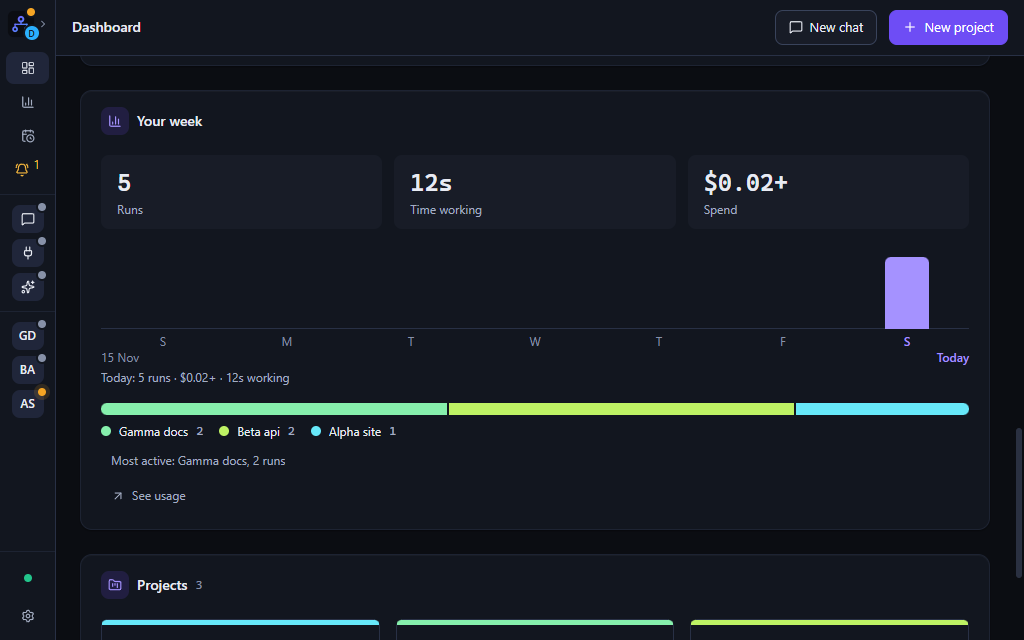 D
Dashboard
New chat
New project
1
Your week
5
Runs
12s
Time working
$0.02+
Spend
S M T W T F S
15 Nov
Today
Today: 5 runs · $0.02+ · 12s working
Gamma docs 2 Beta api 2 Alpha site 1
Most active: Gamma docs, 2 runs
See usage
GD
BA
AS
Projects 3